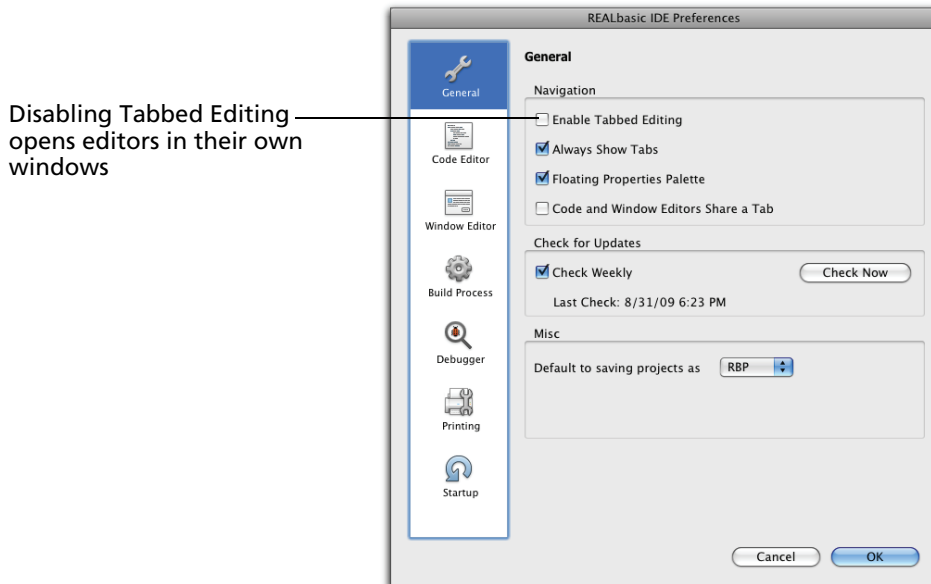 REALbasic IDE Preferences
Disabling Tabbed Editing
opens editors in their own
windows
General
Code Editor
Window Editor
Build Process
Debugger
Printing
Startup
General
Navigation
Enable Tabbed Editing
Always Show Tabs
Floating Properties Palette
Code and Window Editors Share a Tab
Check for Updates
Check Weekly
Check Now
Last Check: 8/31/09 6:23 PM
Misc
Default to saving projects as
RBP
Cancel
OK